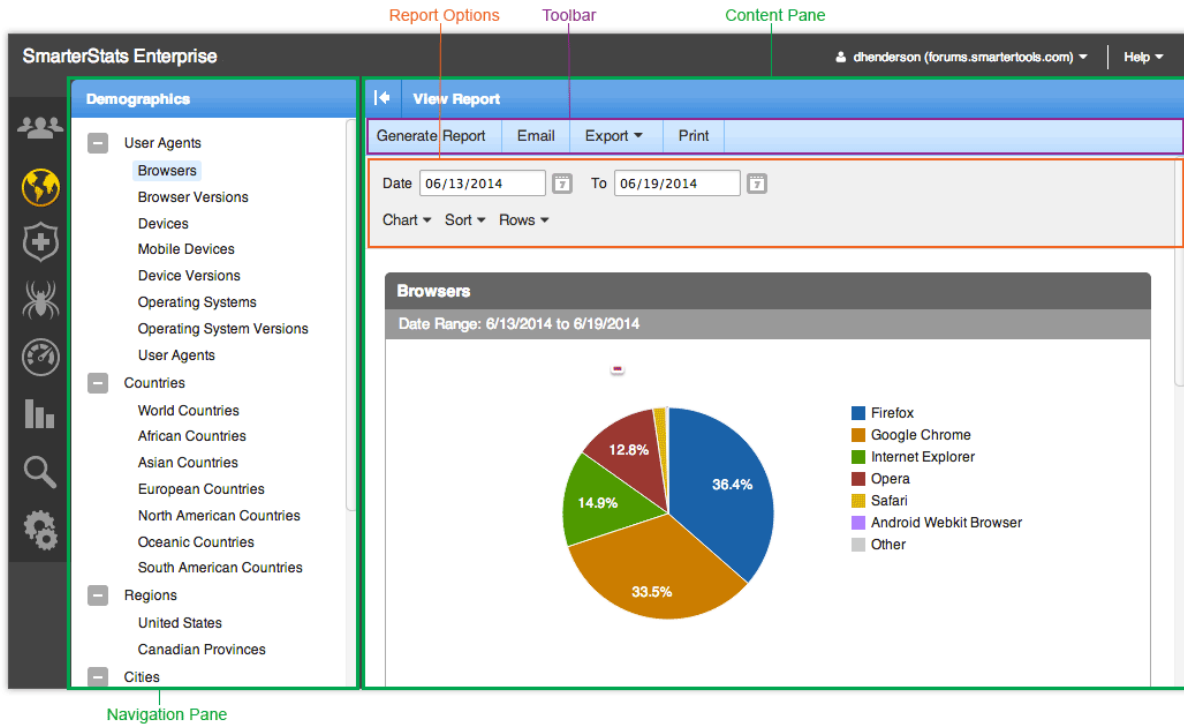 Report Options
Toolbar
Content Pane
SmarterStats Enterprise
dhenderson (forums.smartertools.com)
Help
Demographics
User Agents
Browsers
Browser Versions
Devices
Mobile Devices
Device Versions
Operating Systems
Operating System Versions
User Agents
Countries
World Countries
African Countries
Asian Countries
European Countries
North American Countries
Oceanic Countries
South American Countries
Regions
United States
Canadian Provinces
Cities
View Report
Generate Report Email Export Print
Date 06/13/2014 7 To 06/19/2014 7
Chart Sort Rows
Browsers
Date Range: 6/13/2014 to 6/19/2014
12.8%
36.4%
14.9%
33.5%
Firefox
Google Chrome
Internet Explorer
Opera
Safari
Android Webkit Browser
Other
Navigation Pane